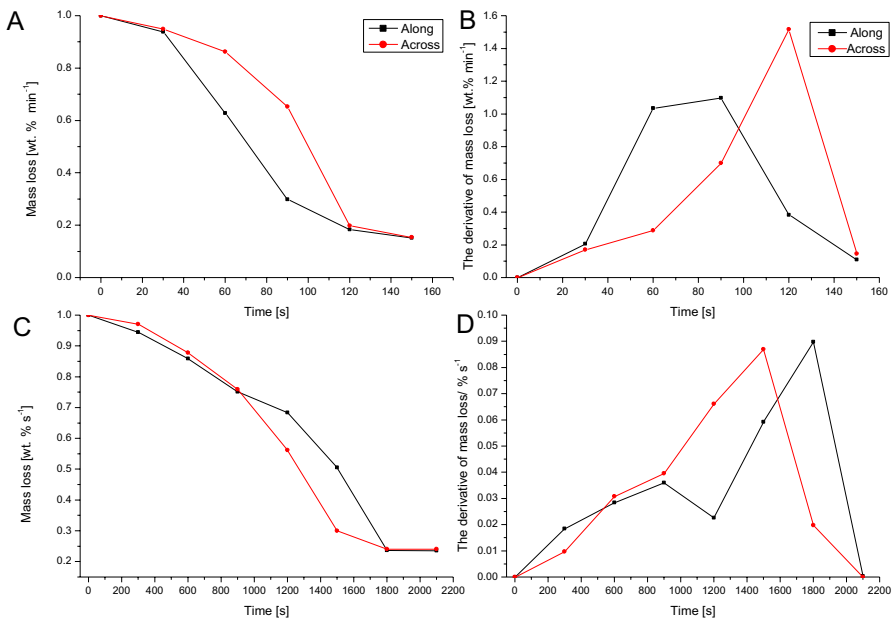 A
Along
Across
1.0
0.8
0.6
0.4
0.2
0.0
Mass loss [wt. % min⁻¹]
0 20 40 60 80 100 120 140 160
Time [s]
B
Along
Across
1.6
1.4
1.2
1.0
0.8
0.6
0.4
0.2
0.0
The derivative of mass loss [wt.% min⁻¹]
0 20 40 60 80 100 120 140 160
Time [s]
C
1.0
0.9
0.8
0.7
0.6
0.5
0.4
0.3
0.2
Mass loss [wt. % s⁻¹]
0 200 400 600 800 1000 1200 1400 1600 1800 2000 2200
Time [s]
D
0.10
0.09
0.08
0.07
0.06
0.05
0.04
0.03
0.02
0.01
0.00
The derivative of mass loss/ % s⁻¹
0 200 400 600 800 1000 1200 1400 1600 1800 2000 2200
Time [s]